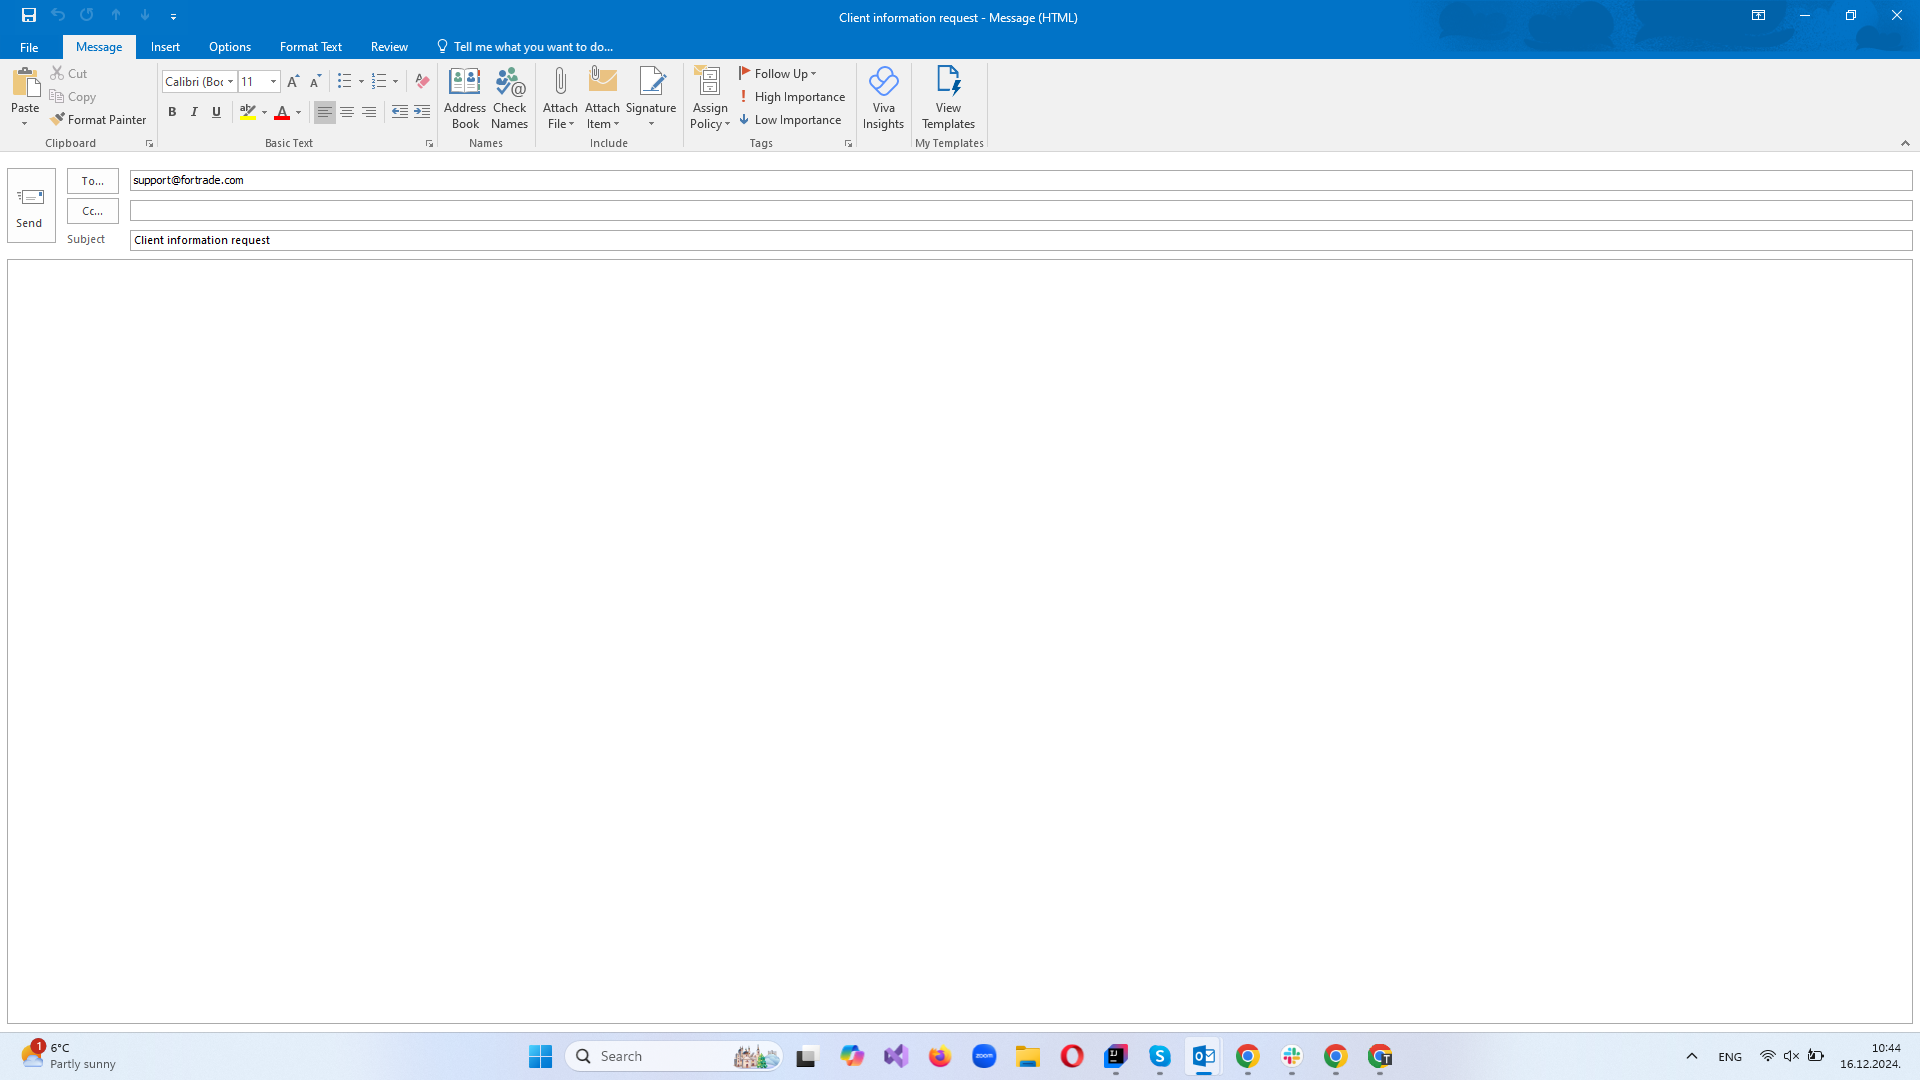 Client information request - Message (HTML)
File Message Insert Options Format Text Review Tell me what you want to do...
Paste Cut Copy Format Painter
Clipboard
Calibri (Boc 11
B I U
Basic Text
Address Book Check Names
Names
Attach File Attach Item Signature
Include
Assign Policy Follow Up High Importance Low Importance
Tags
Viva Insights
View Templates
My Templates
Send
To... support@fortrade.com
Cc...
Subject Client information request
1 6°C
Partly sunny
Search
zoom
ENG
10:44
16.12.2024.